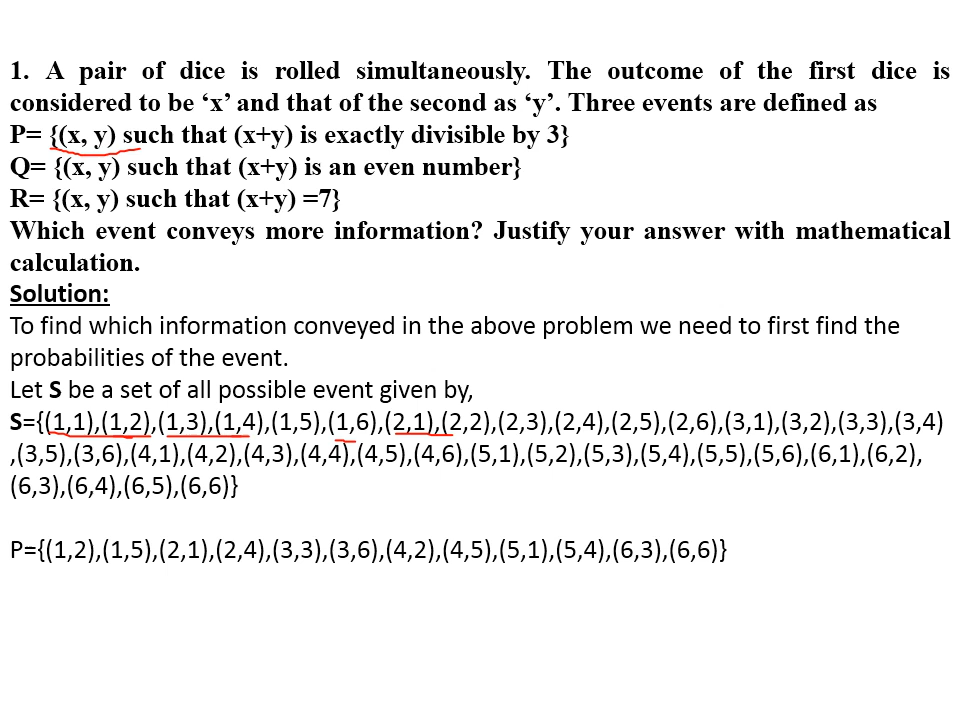 1. A pair of dice is rolled simultaneously. The outcome of the first dice is
considered to be ‘x’ and that of the second as ‘y’. Three events are defined as
P= {(x, y) such that (x+y) is exactly divisible by 3}
Q= {(x, y) such that (x+y) is an even number}
R= {(x, y) such that (x+y) =7}
Which event conveys more information? Justify your answer with mathematical
calculation.
Solution:
To find which information conveyed in the above problem we need to first find the
probabilities of the event.
Let S be a set of all possible event given by,
S={(1,1),(1,2),(1,3),(1,4),(1,5),(1,6),(2,1),(2,2),(2,3),(2,4),(2,5),(2,6),(3,1),(3,2),(3,3),(3,4)
,(3,5),(3,6),(4,1),(4,2),(4,3),(4,4),(4,5),(4,6),(5,1),(5,2),(5,3),(5,4),(5,5),(5,6),(6,1),(6,2),
(6,3),(6,4),(6,5),(6,6)}
P={(1,2),(1,5),(2,1),(2,4),(3,3),(3,6),(4,2),(4,5),(5,1),(5,4),(6,3),(6,6)}